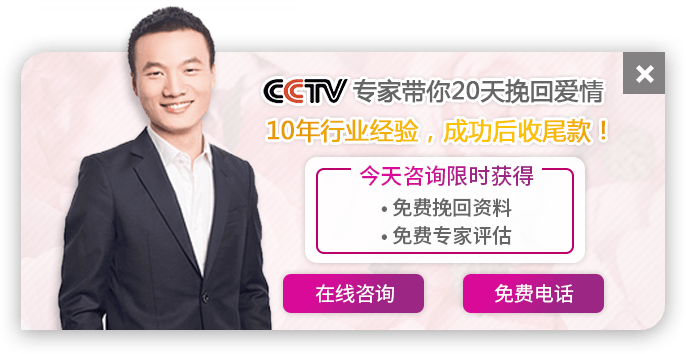 CCTV 专家带你20天挽回爱情
10年行业经验，成功后收尾款！
今天咨询限时获得
• 免费挽回资料
• 免费专家评估
在线咨询 免费电话